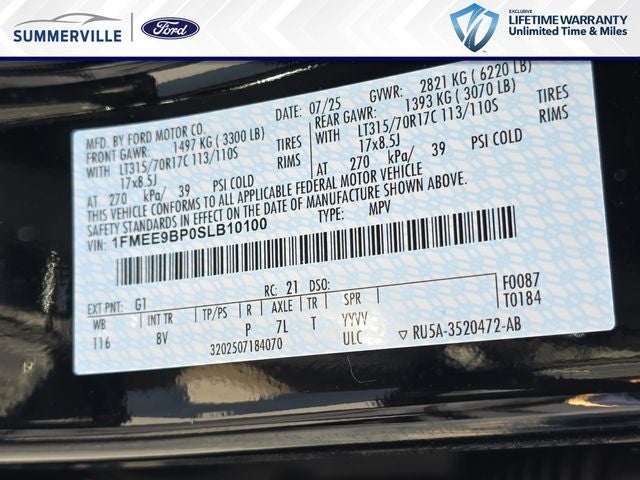 SUMMERVILLE
Ford
EXCLUSIVE
LIFETIME WARRANTY
Unlimited Time & Miles
MFD. BY FORD MOTOR CO.
DATE: 07/25 GVWR: 2821 KG (6220 LB)
FRONT GAWR: 1497 KG (3300 LB) REAR GAWR: 1393 KG (3070 LB)
WITH LT315/70R17C 113/110S TIRES WITH LT315/70R17C 113/110S TIRES
17x8.5J RIMS 17x8.5J RIMS
AT 270 kPa/ 39 PSI COLD AT 270 kPa/ 39 PSI COLD
THIS VEHICLE CONFORMS TO ALL APPLICABLE FEDERAL MOTOR VEHICLE
SAFETY STANDARDS IN EFFECT ON THE DATE OF MANUFACTURE SHOWN ABOVE.
VIN: 1FMEE9BP0SLB10100 TYPE: MPV
EXT PNT: G1 RC: 21 DSO: F0087
WB INT TR TP/PS R AXLE TR SPR T0184
116 8V P 7L T YYVV
3202507184070 ULC ▽ RU5A-3520472-AB